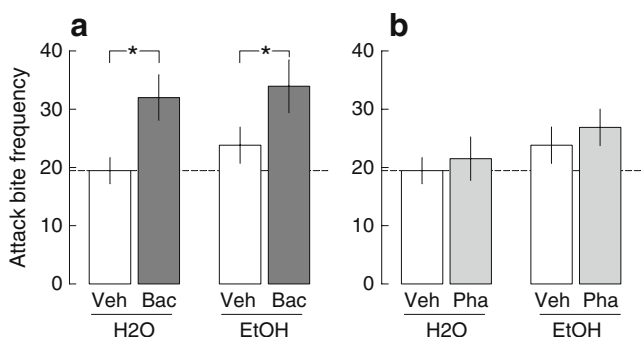 a
b
40
*
*
40
30
30
20
20
10
10
0
0
Attack bite frequency
Veh Bac
Veh Bac
Veh Pha
Veh Pha
H2O
EtOH
H2O
EtOH